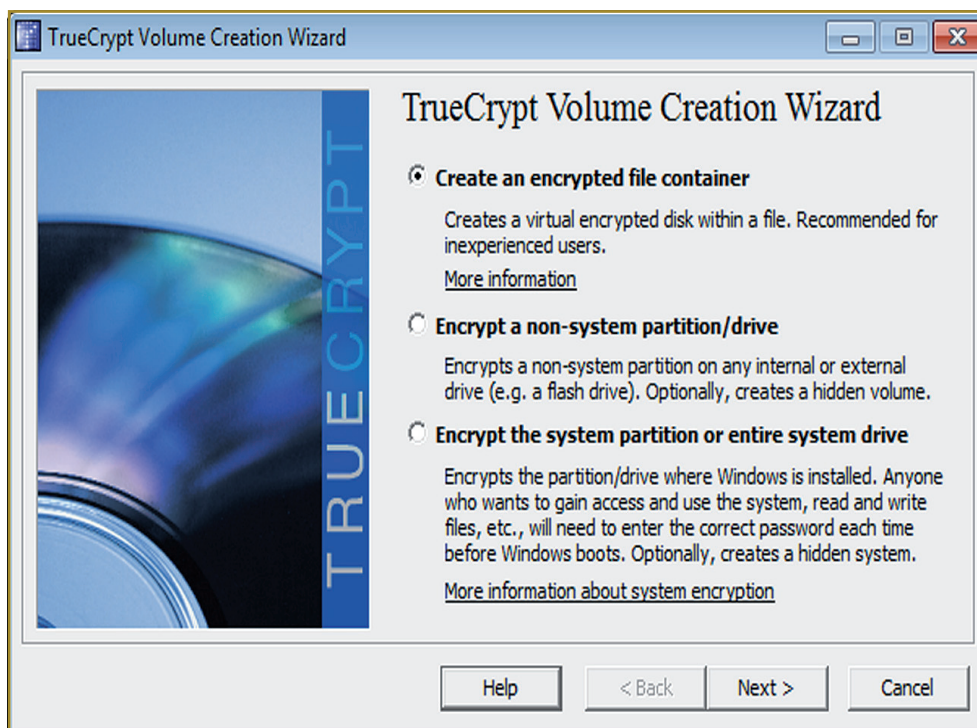 TrueCrypt Volume Creation Wizard
TRUECRYPT
TrueCrypt Volume Creation Wizard
Create an encrypted file container
Creates a virtual encrypted disk within a file. Recommended for
inexperienced users.
More information
Encrypt a non-system partition/drive
Encrypts a non-system partition on any internal or external
drive (e.g. a flash drive). Optionally, creates a hidden volume.
Encrypt the system partition or entire system drive
Encrypts the partition/drive where Windows is installed. Anyone
who wants to gain access and use the system, read and write
files, etc., will need to enter the correct password each time
before Windows boots. Optionally, creates a hidden system.
More information about system encryption
Help
< Back
Next >
Cancel